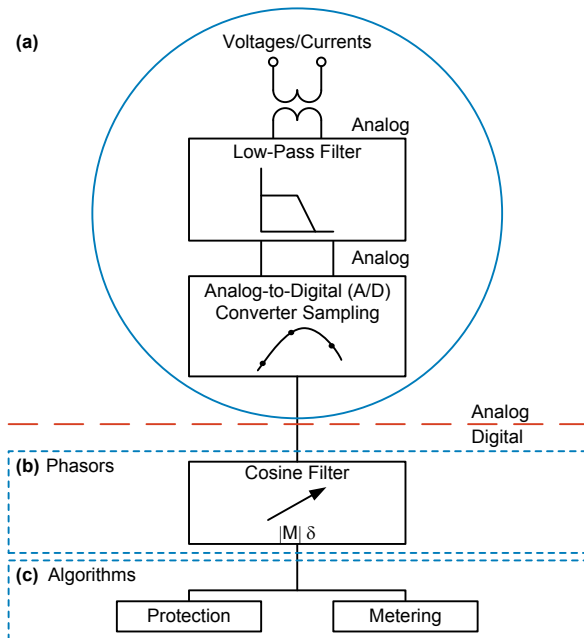 (a)
Voltages/Currents
Analog
Low-Pass Filter
Analog
Analog-to-Digital (A/D)
Converter Sampling
Analog
Digital
(b) Phasors
Cosine Filter
|M| δ
(c) Algorithms
Protection
Metering